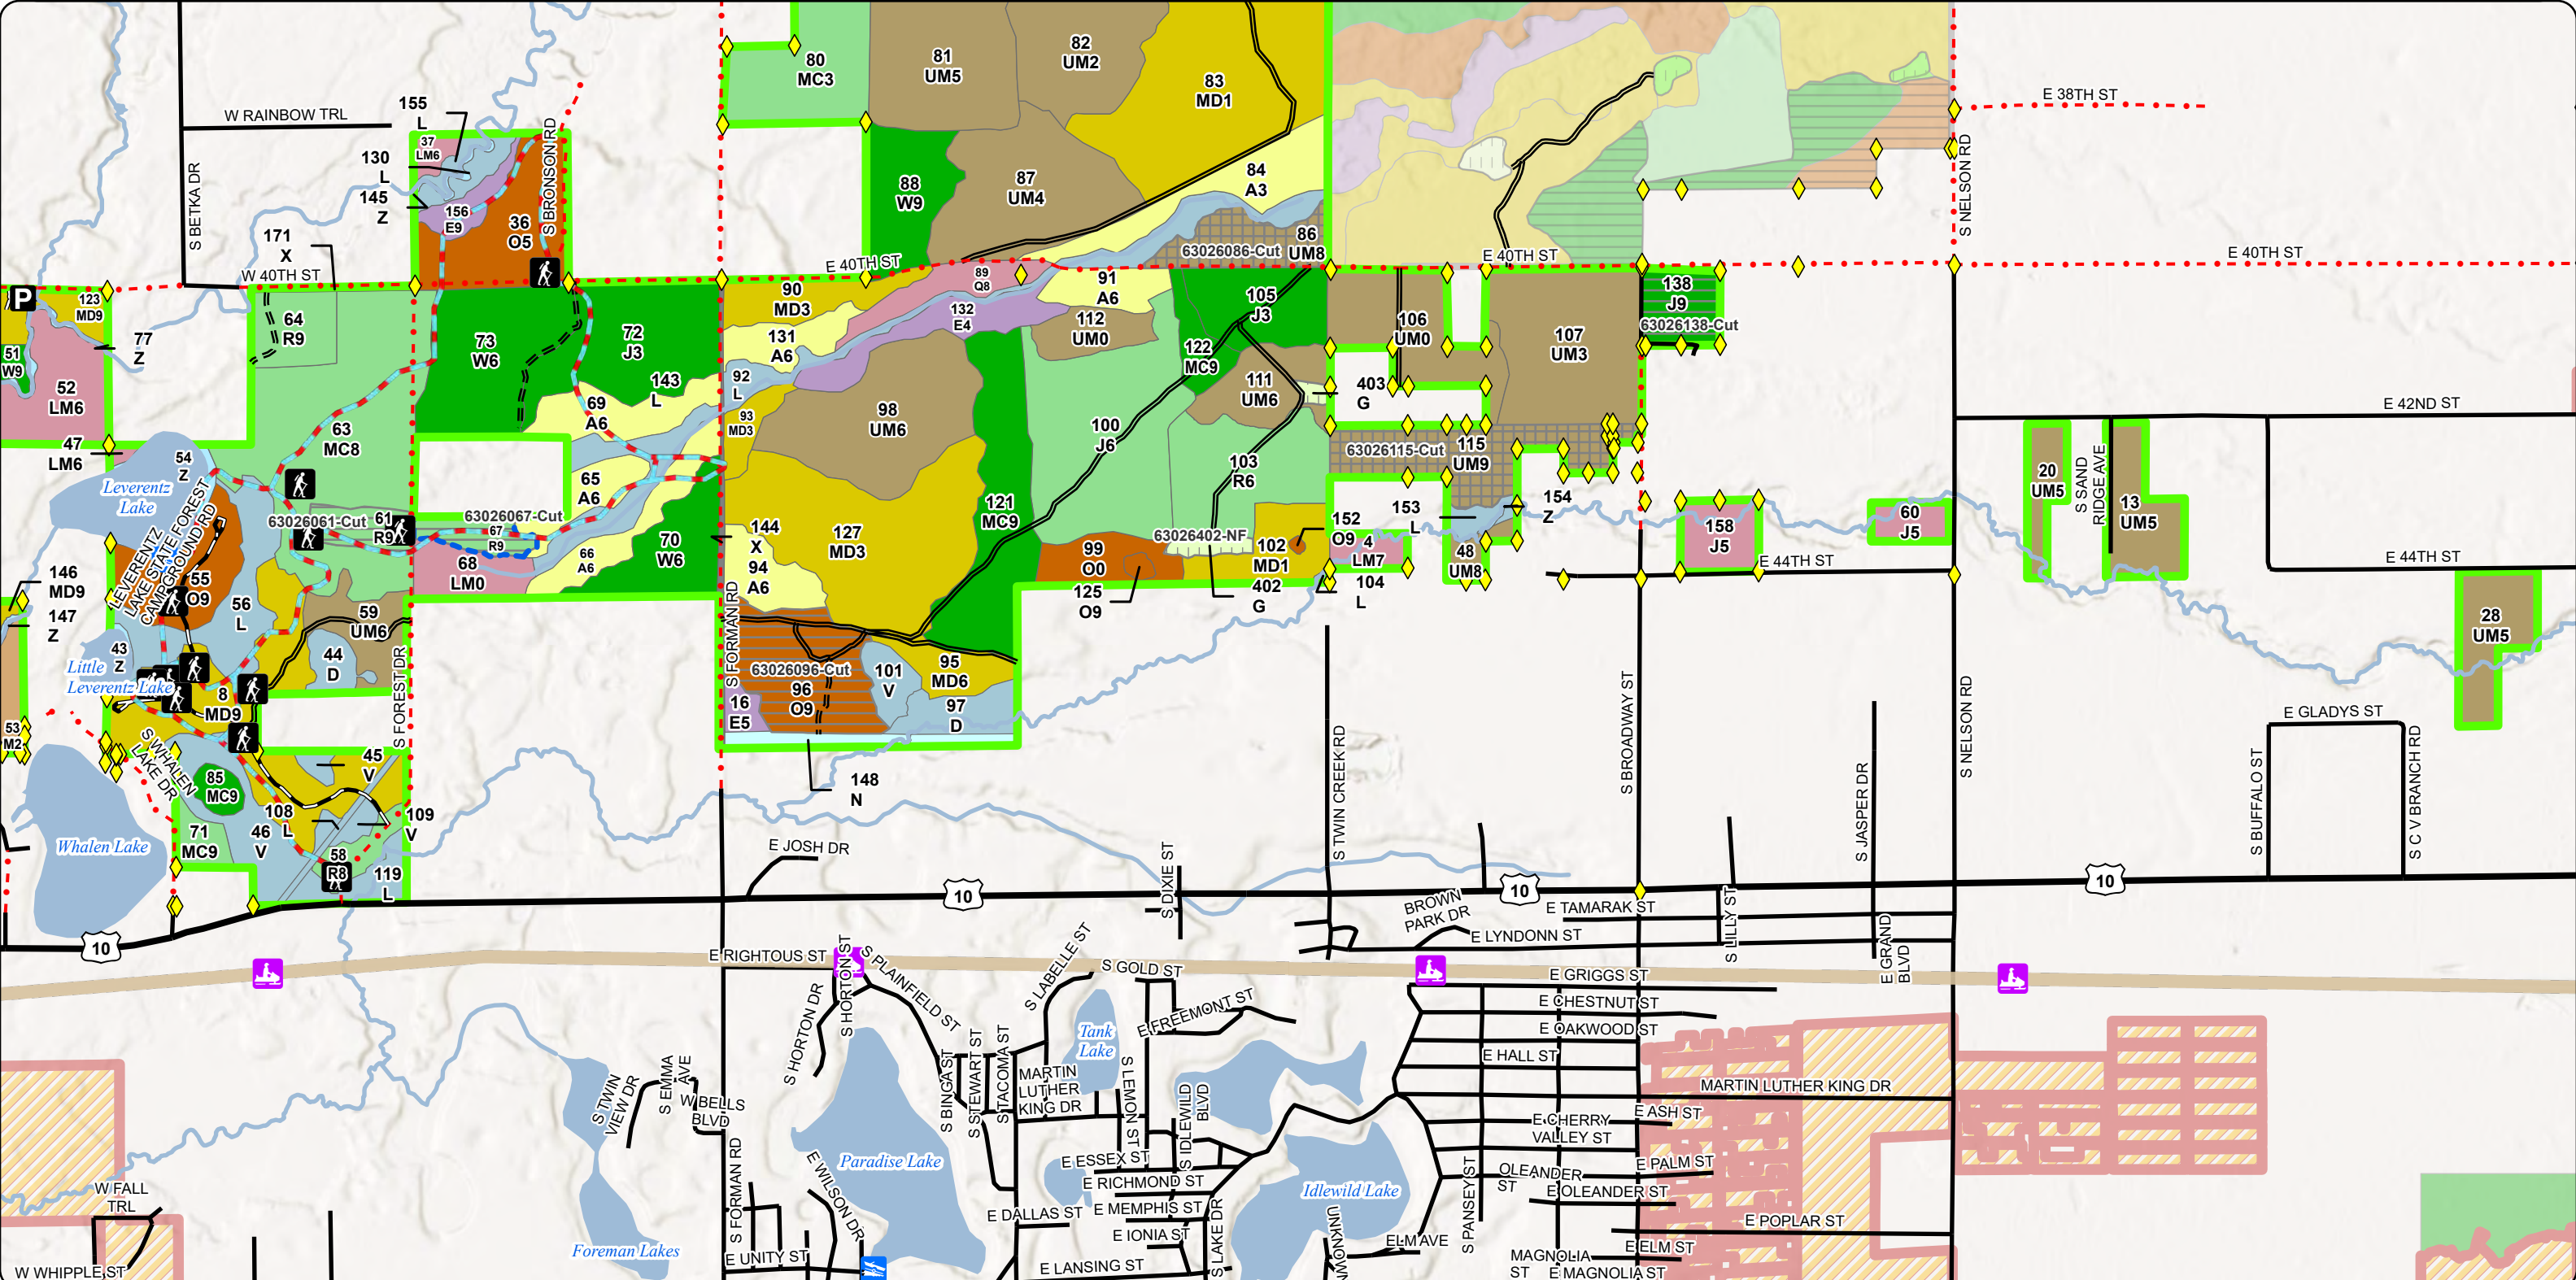 80
MC3
81
UM5
82
UM2
83
MD1
E 38TH ST
155
L
W RAINBOW TRL
37
LM6
130
L
145
Z
S BETKA DR
S BRONSON RD
156
E9
36
O5
88
W9
87
UM4
84
A3
S NELSON RD
171
X
W 40TH ST
E 40TH ST
63026086-Cut
86
UM8
E 40TH ST
E 40TH ST
P
123
MD9
77
Z
51
W9
52
LM6
64
R9
73
W6
72
J3
90
MD3
89
Q8
91
A6
131
A6
132
E4
112
UM0
105
J3
122
MC9
106
UM0
107
UM3
138
J9
63026138-Cut
63
MC8
69
A6
143
L
92
L
93
MD3
98
UM6
100
J6
111
UM6
403
G
E 42ND ST
47
LM6
54
Z
Leverentz
Lake
65
A6
103
R6
63026115-Cut
115
UM9
20
UM5
S SAND
RIDGE AVE
13
UM5
63026061-Cut
61
R9
63026067-Cut
67
R9
LEVERENTZ
LAKE STATE FOREST
CAMPGROUND RD
68
LM0
66
A6
70
W6
144
X
94
A6
127
MD3
121
MC9
99
O0
125
O9
63026402-NF
102
MD1
402
G
152
O9
4
LM7
104
L
153
L
154
Z
48
UM8
158
J5
60
J5
E 44TH ST
E 44TH ST
146
MD9
147
Z
55
O9
56
L
59
UM6
28
UM5
43
Z
Little
Leverentz Lake
44
D
S FOREST DR
S FORMAN RD
63026096-Cut
96
O9
101
V
95
MD6
97
D
16
E5
148
N
8
MD9
53
M2
S WHALEN
LAKE DR
45
V
85
MC9
108
L
109
V
71
MC9
46
V
58
R8
119
L
Whalen Lake
S TWIN CREEK RD
S BROADWAY ST
S JASPER DR
S NELSON RD
E GLADYS ST
S BUFFALO ST
S C V BRANCH RD
E JOSH DR
S DIXIE ST
10
10
10
10
BROWN
PARK DR
E TAMARAK ST
E LYNDONN ST
S LILLY ST
E GRAND
BLVD
E RIGHTOUS ST
S HORTON ST
S HORTON DR
S PLAINFIELD ST
S LABELLE ST
S GOLD ST
E FREEMONT ST
E GRIGGS ST
E CHESTNUT ST
E OAKWOOD ST
E HALL ST
MARTIN LUTHER KING DR
Tank
Lake
S TWIN
VIEW DR
S EMMA
AVE
W BELLS
BLVD
S FORMAN RD
S BINGA ST
S STEWART ST
S TACOMA ST
MARTIN
LUTHER
KING DR
S LEMON ST
S IDLEWILD
BLVD
E CHERRY
VALLEY ST
E ASH ST
Paradise Lake
E WILSON DR
E ESSEX ST
E RICHMOND ST
E MEMPHIS ST
E DALLAS ST
E IONIA ST
E LANSING ST
S LAKE DR
Idlewild Lake
UNKNOWN
ELM AVE
S PANSEY ST
OLEANDER
ST
E PALM ST
E OLEANDER ST
E POPLAR ST
E ELM ST
MAGNOLIA
ST
E MAGNOLIA ST
W FALL
TRL
W WHIPPLE ST
Foreman Lakes
E UNITY ST